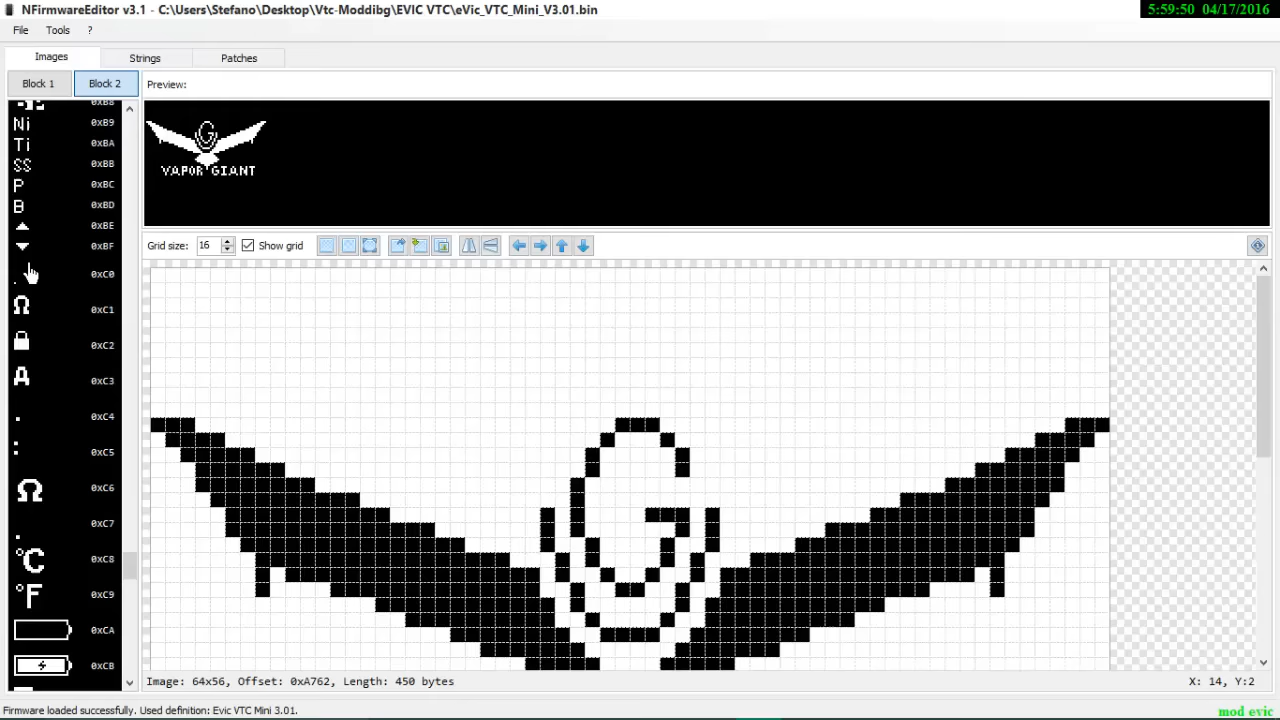 NFirmwareEditor v3.1 - C:\Users\Stefano\Desktop\Vtc-Moddibg\EVIC VTC\eVic_VTC_Mini_V3.01.bin
5:59:50 04/17/2016
File Tools ?
Images Strings Patches
Block 1 Block 2 Preview:
0xB8
Ni 0xB9
Ti 0xBA
SS 0xBB
P 0xBC
B 0xBD
0xBE
0xBF
. 0xC0
Ω 0xC1
0xC2
A 0xC3
. 0xC4
: 0xC5
Ω 0xC6
. 0xC7
°C 0xC8
°F 0xC9
0xCA
0xCB
G
VAPOR GIANT
Grid size: 16 Show grid
G
Image: 64x56, Offset: 0xA762, Length: 450 bytes
X: 14, Y:2
Firmware loaded successfully. Used definition: Evic VTC Mini 3.01.
mod evic